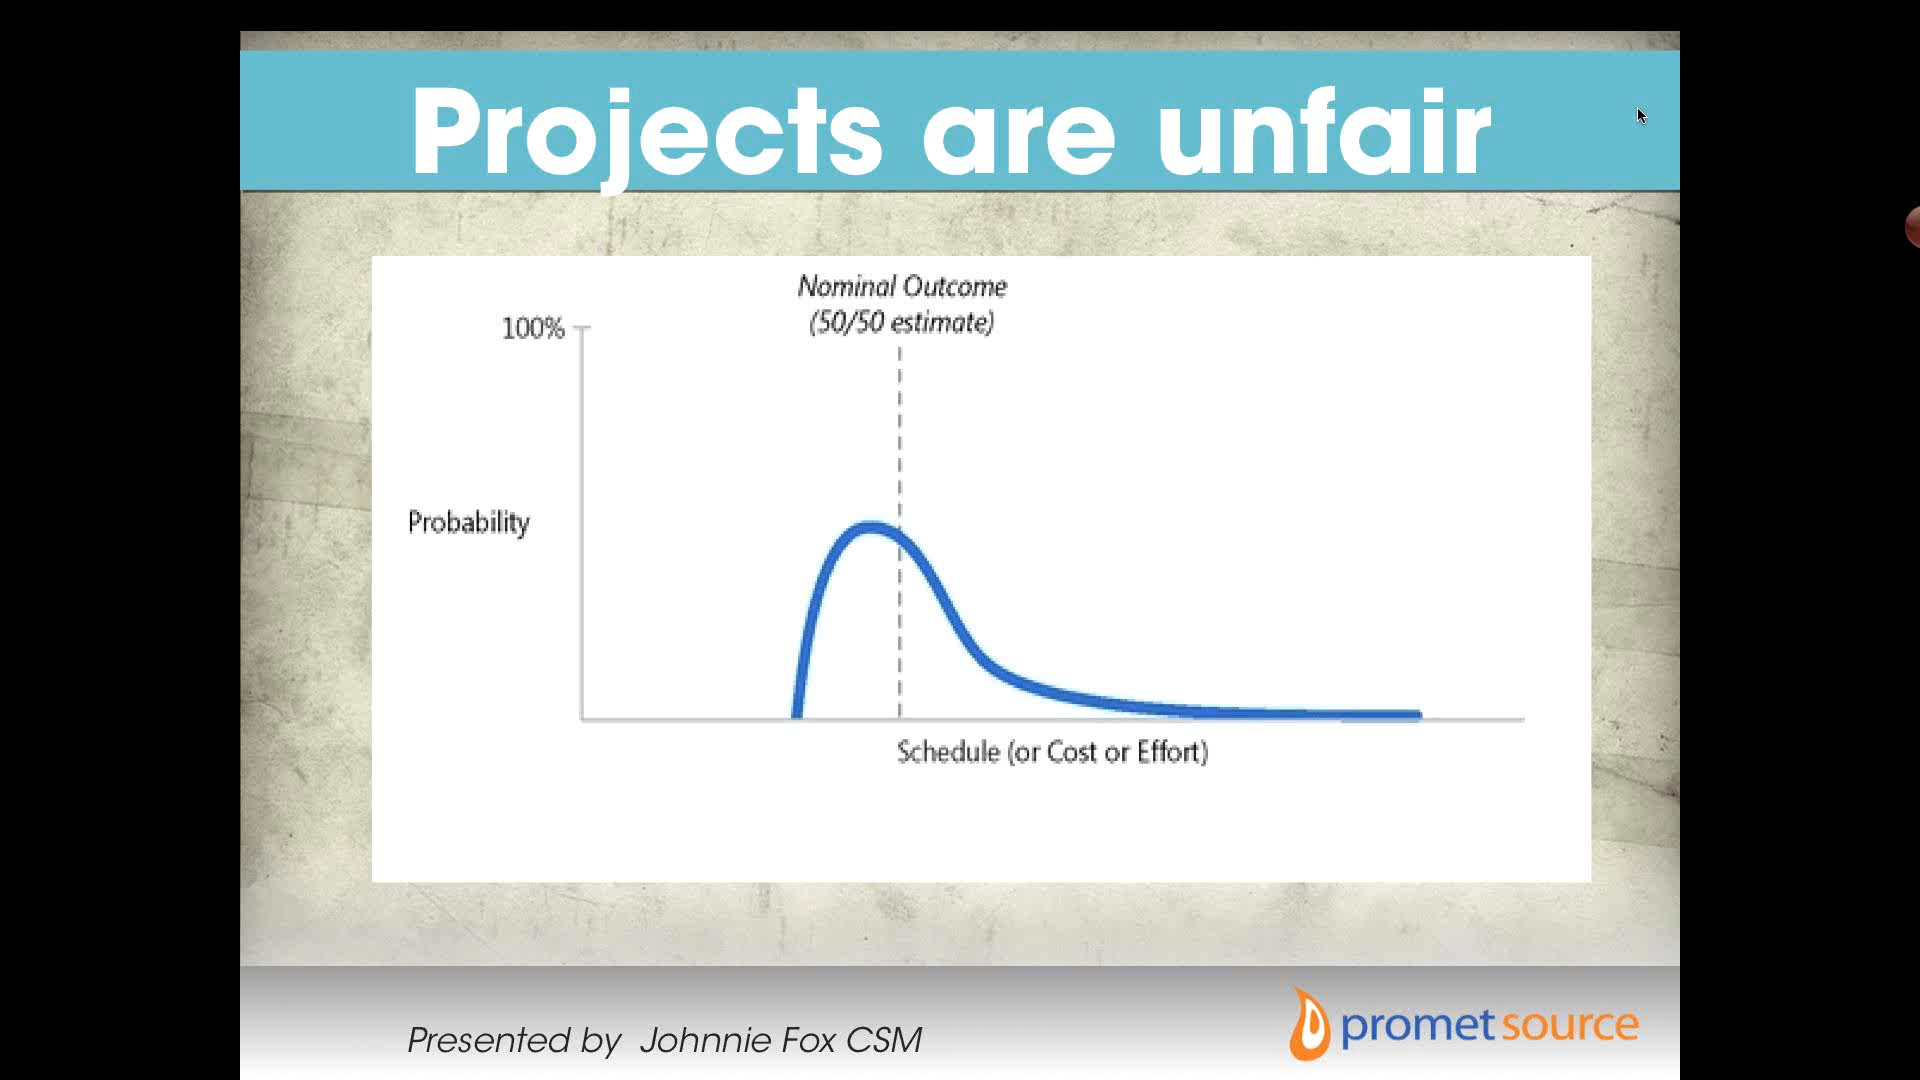 Projects are unfair
Nominal Outcome
(50/50 estimate)
100%
Probability
Schedule (or Cost or Effort)
Presented by Johnnie Fox CSM
promet source